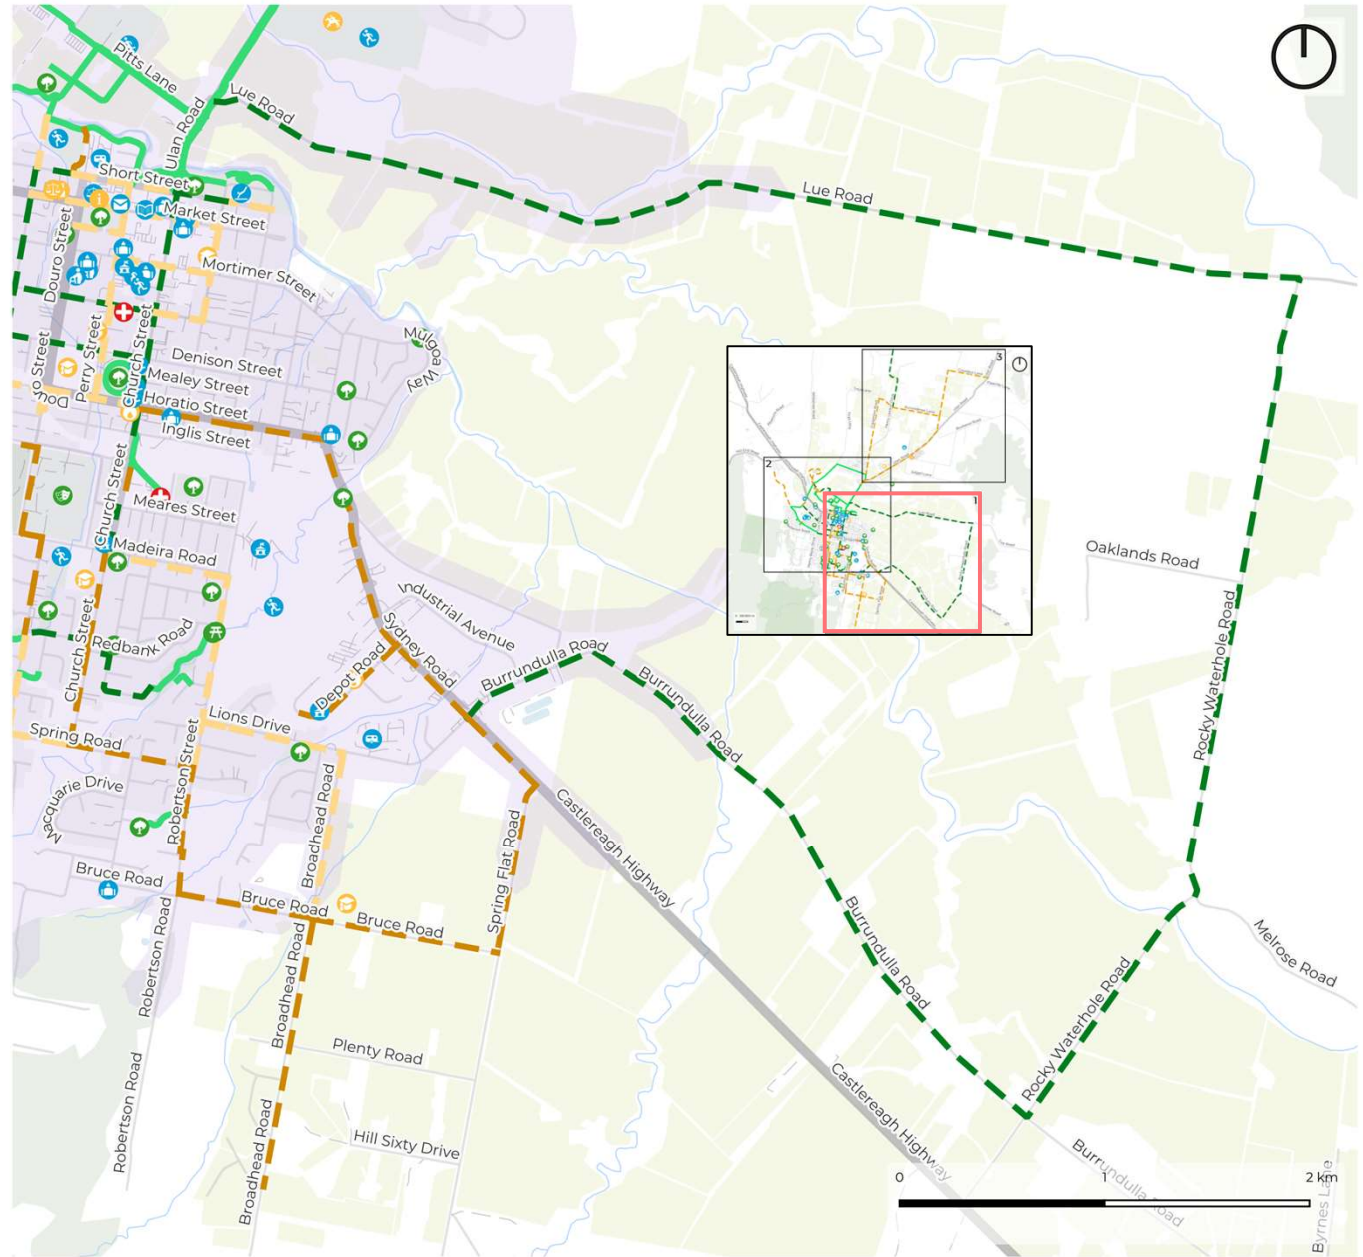 Pitts Lane
Ulan Road
Lue Road
Short Street
Lue Road
Market Street
Douro Street
Mortimer Street
Church Street
Perry Street
Mulgoa Way
Denison Street
Mealey Street
Horatio Street
Inglis Street
Church Street
Meares Street
Madeira Road
Oaklands Road
Industrial Avenue
Redbank Road
Church Street
Sydney Road
Depot Road
Burrundulla Road
Burrundulla Road
Rocky Waterhole Road
Lions Drive
Spring Road
Robertson Street
Macquarie Drive
Broadhead Road
Castlereagh Highway
Spring Flat Road
Bruce Road
Bruce Road
Bruce Road
Robertson Road
Broadhead Road
Burrundulla Road
Melrose Road
Rocky Waterhole Road
Plenty Road
Robertson Road
Hill Sixty Drive
Broadhead Road
Castlereagh Highway
Burrundulla Road
Byrnes Lane
3
2
1
0
1
2 km